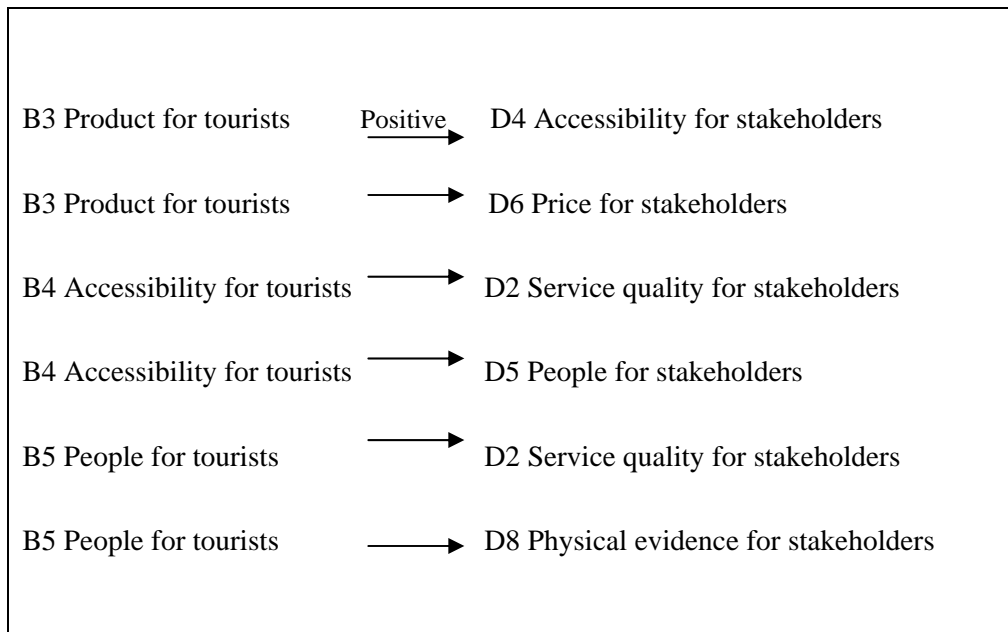 B3 Product for tourists Positive D4 Accessibility for stakeholders
B3 Product for tourists D6 Price for stakeholders
B4 Accessibility for tourists D2 Service quality for stakeholders
B4 Accessibility for tourists D5 People for stakeholders
B5 People for tourists D2 Service quality for stakeholders
B5 People for tourists D8 Physical evidence for stakeholders